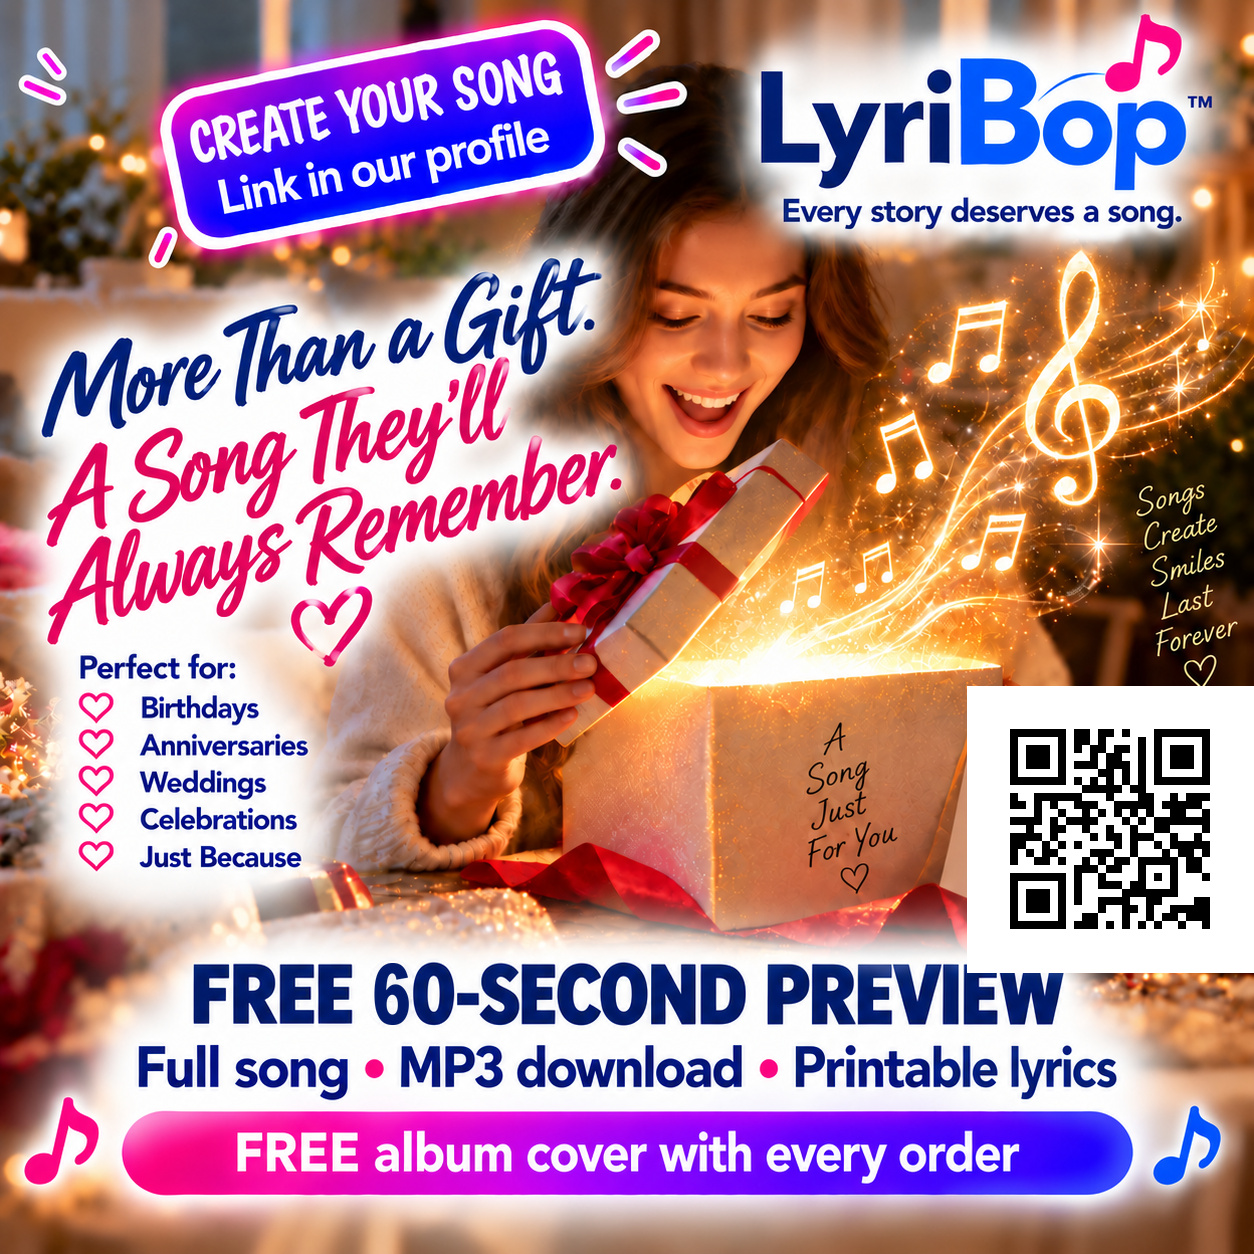 CREATE YOUR SONG
Link in our profile
LyriBop™
Every story deserves a song.
More Than a Gift.
A Song They'll
Always Remember.
Perfect for:
Birthdays
Anniversaries
Weddings
Celebrations
Just Because
Songs
Create
Smiles
Last
Forever
A
Song
Just
For You
FREE 60-SECOND PREVIEW
Full song • MP3 download • Printable lyrics
FREE album cover with every order